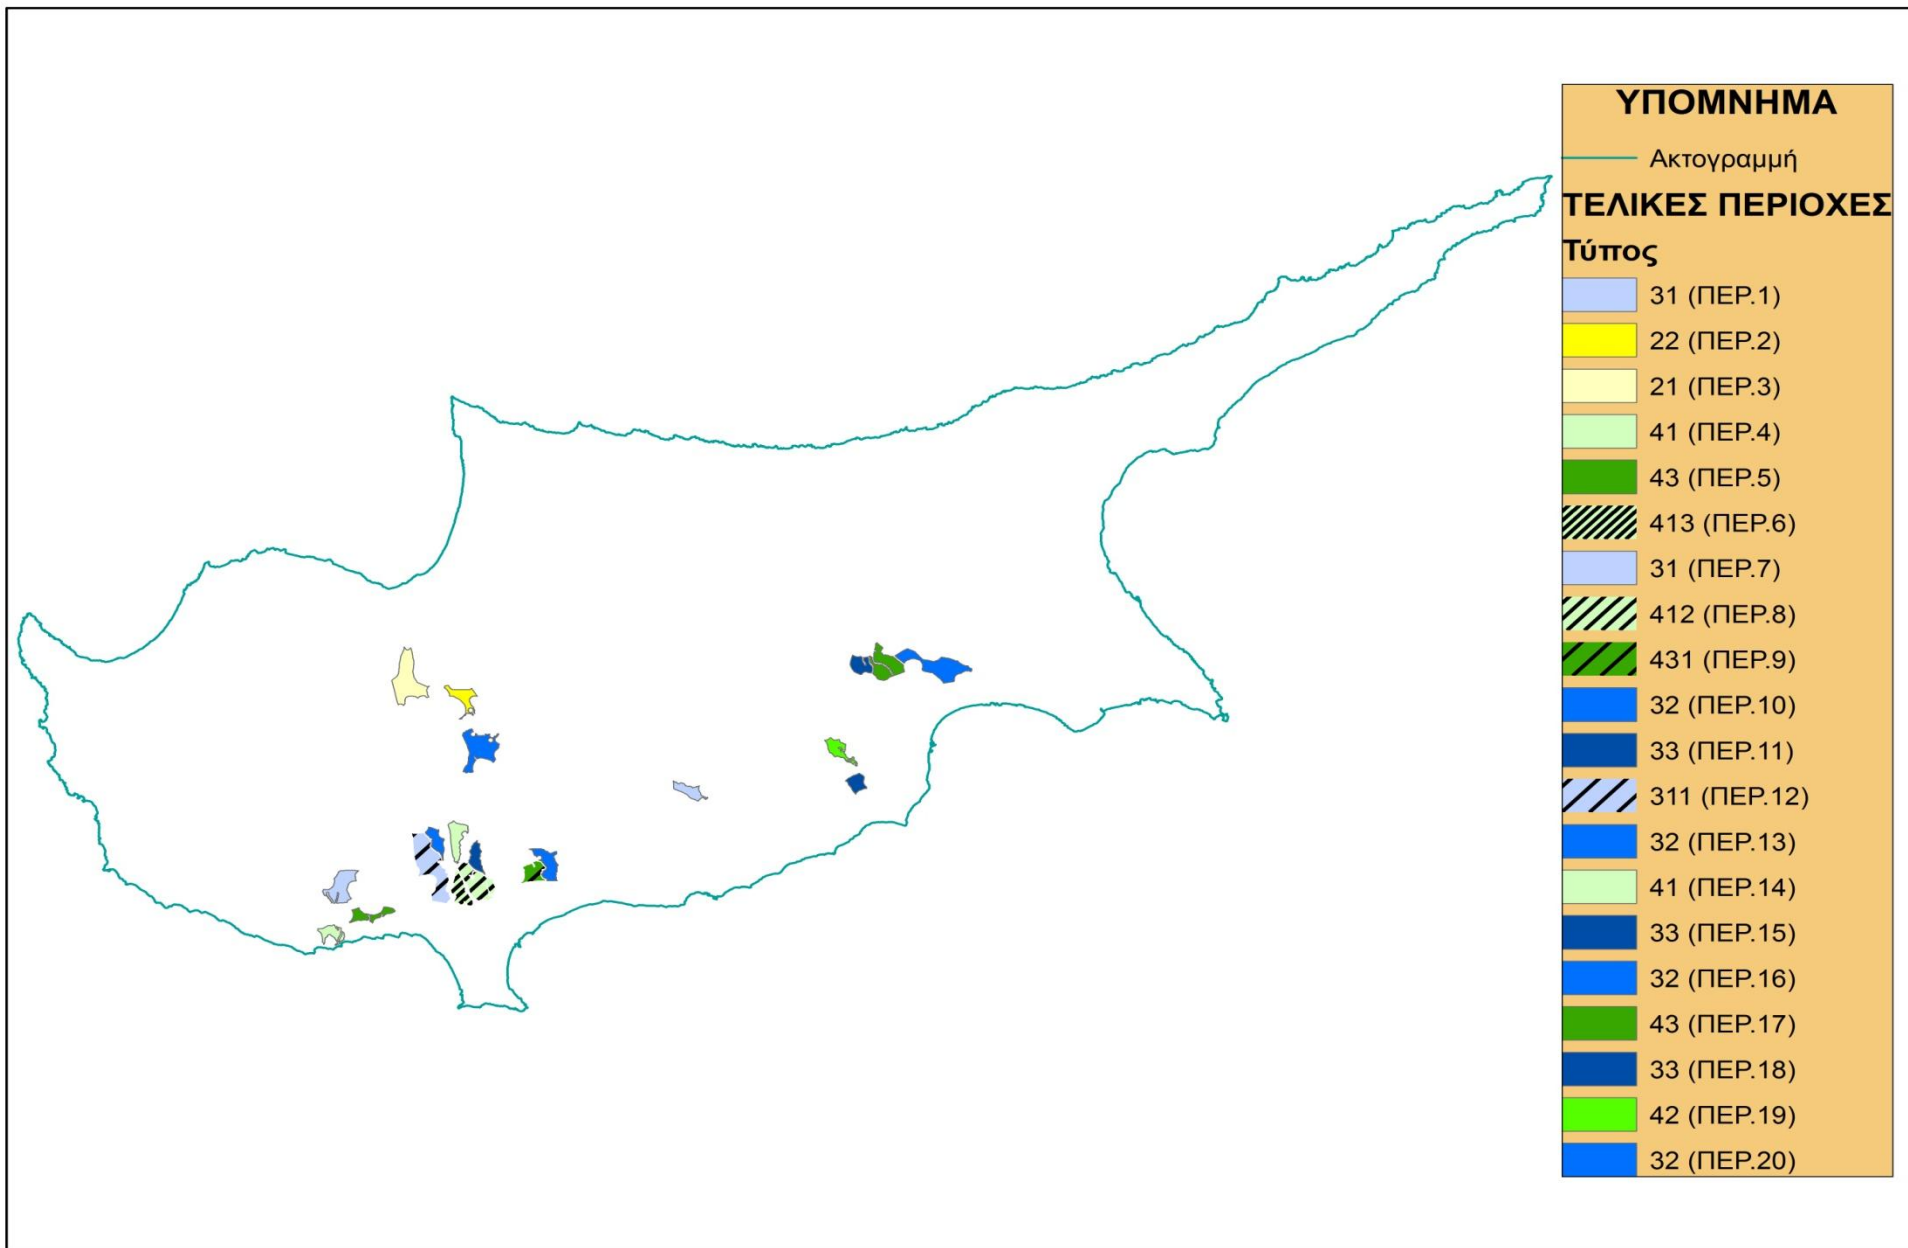 ΥΠΟΜΝΗΜΑ
Ακτογραμμή
ΤΕΛΙΚΕΣ ΠΕΡΙΟΧΕΣ
Τύπος
31 (ΠΕΡ.1)
22 (ΠΕΡ.2)
21 (ΠΕΡ.3)
41 (ΠΕΡ.4)
43 (ΠΕΡ.5)
413 (ΠΕΡ.6)
31 (ΠΕΡ.7)
412 (ΠΕΡ.8)
431 (ΠΕΡ.9)
32 (ΠΕΡ.10)
33 (ΠΕΡ.11)
311 (ΠΕΡ.12)
32 (ΠΕΡ.13)
41 (ΠΕΡ.14)
33 (ΠΕΡ.15)
32 (ΠΕΡ.16)
43 (ΠΕΡ.17)
33 (ΠΕΡ.18)
42 (ΠΕΡ.19)
32 (ΠΕΡ.20)